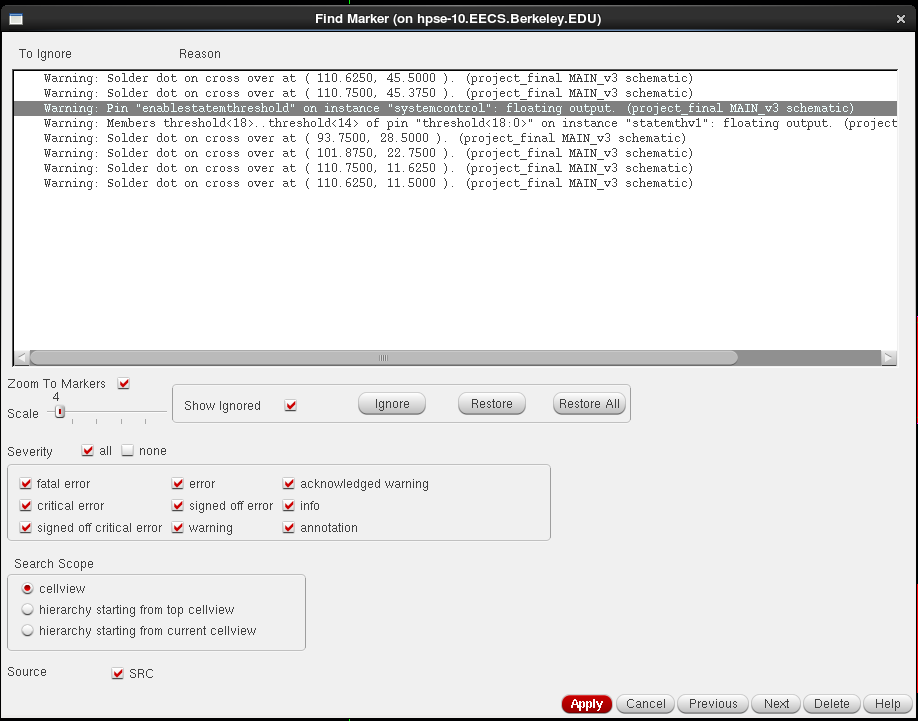 Find Marker (on hpse-10.EECS.Berkeley.EDU)
To Ignore Reason
Warning: Solder dot on cross over at ( 110.6250, 45.5000 ). (project_final MAIN_v3 schematic)
Warning: Solder dot on cross over at ( 110.7500, 45.3750 ). (project_final MAIN_v3 schematic)
Warning: Pin "enablestatemthreshold" on instance "systemcontrol": floating output. (project_final MAIN_v3 schematic)
Warning: Members threshold<18>..threshold<14> of pin "threshold<18:0>" on instance "statemthv1": floating output. (project
Warning: Solder dot on cross over at ( 93.7500, 28.5000 ). (project_final MAIN_v3 schematic)
Warning: Solder dot on cross over at ( 101.8750, 22.7500 ). (project_final MAIN_v3 schematic)
Warning: Solder dot on cross over at ( 110.7500, 11.6250 ). (project_final MAIN_v3 schematic)
Warning: Solder dot on cross over at ( 110.6250, 11.5000 ). (project_final MAIN_v3 schematic)
Zoom To Markers
4
Scale
Show Ignored Ignore Restore Restore All
Severity all none
fatal error error acknowledged warning
critical error signed off error info
signed off critical error warning annotation
Search Scope
cellview
hierarchy starting from top cellview
hierarchy starting from current cellview
Source SRC
Apply Cancel Previous Next Delete Help